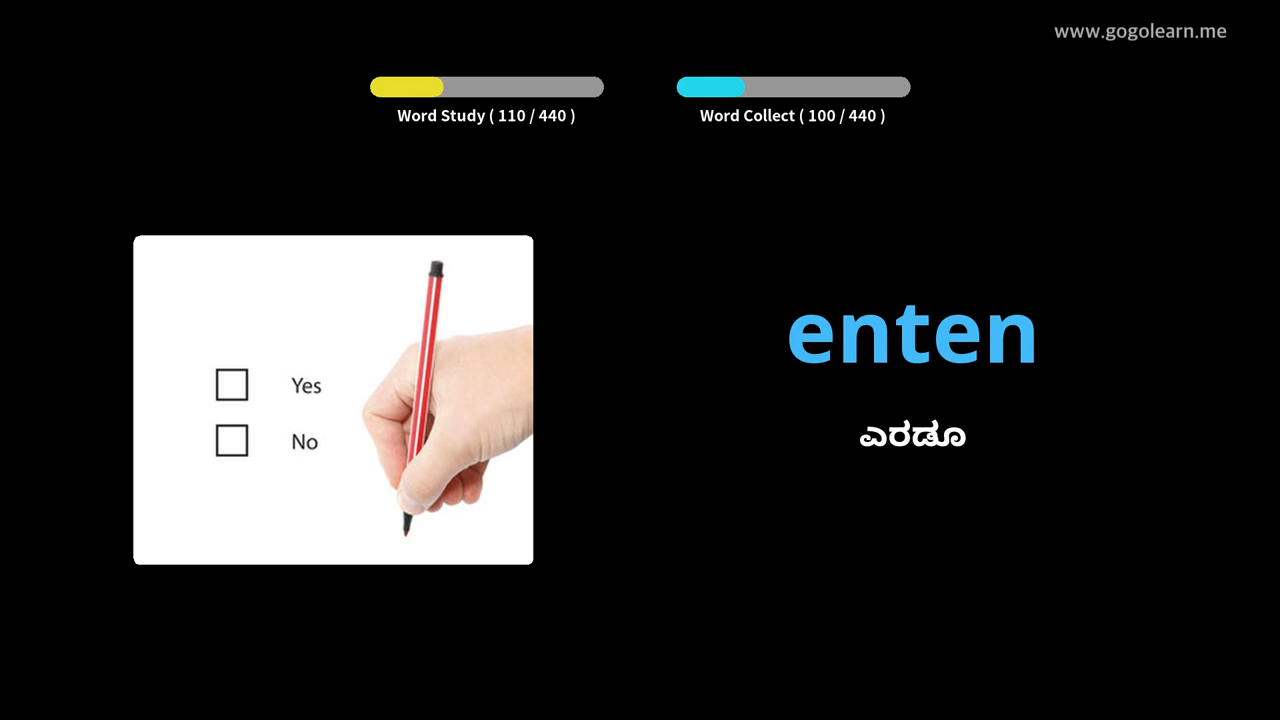 www.gogolearn.me
Word Study ( 110 / 440 )
Word Collect ( 100 / 440 )
Yes
No
enten
ಎರಡೂ